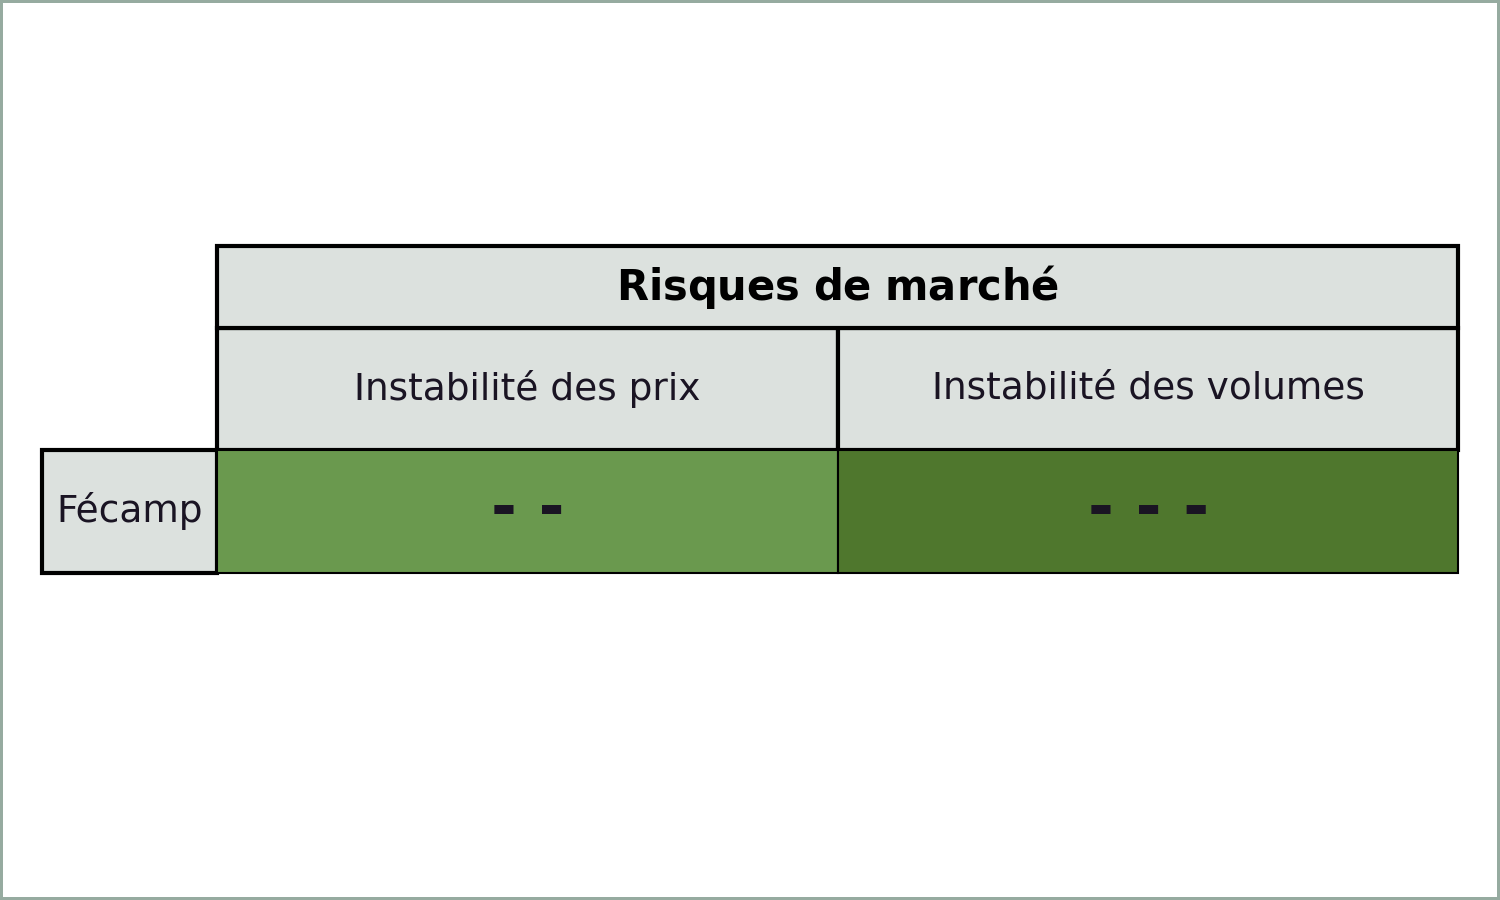 Risques de marché
Instabilité des prix
Instabilité des volumes
Fécamp
- -
- - -